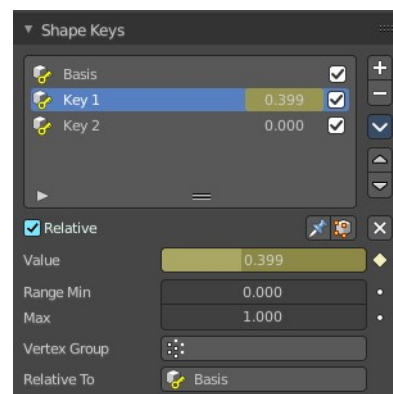 Shape Keys
Basis
Key 1 0.399
Key 2 0.000
Relative
Value 0.399
Range Min 0.000
Max 1.000
Vertex Group
Relative To Basis